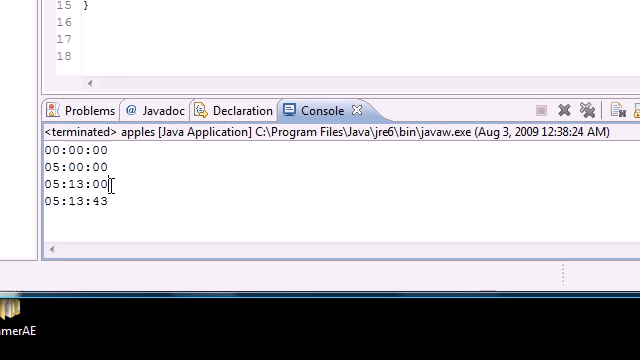 15 }
16
17
18
Problems @ Javadoc Declaration Console
<terminated> apples [Java Application] C:\Program Files\Java\jre6\bin\javaw.exe (Aug 3, 2009 12:38:24 AM)
00:00:00
05:00:00
05:13:00
05:13:43
merAE